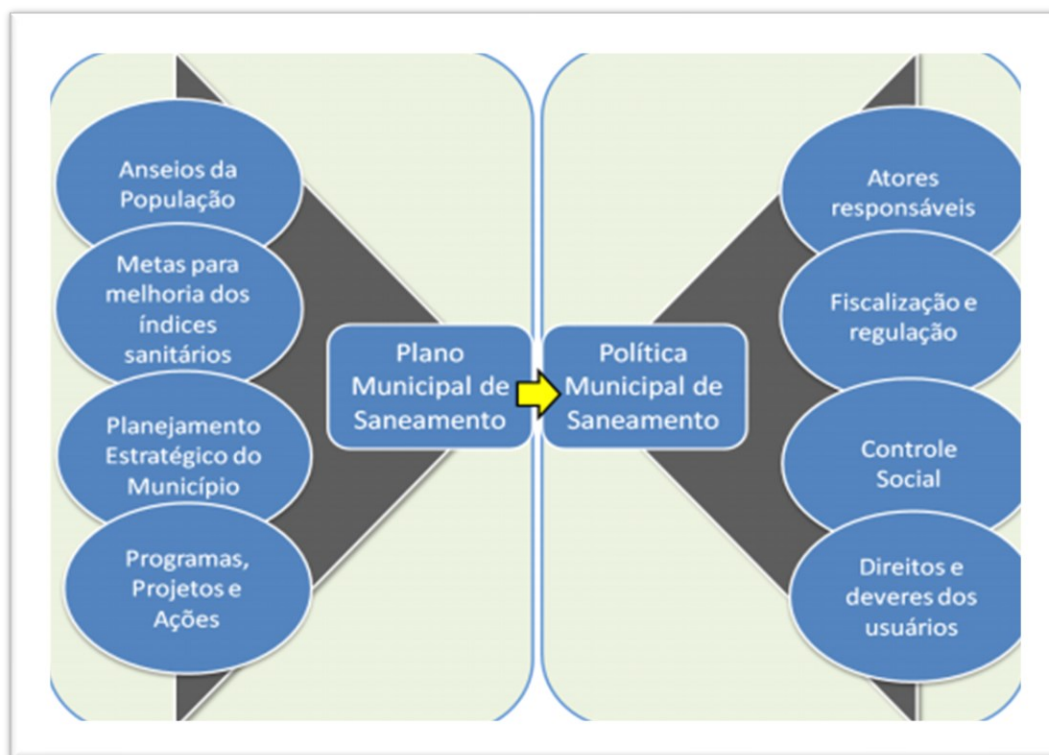 Anseios da
População
Metas para
melhoria dos
índices
sanitários
Planejamento
Estratégico do
Município
Programas,
Projetos e
Ações
Plano
Municipal de
Saneamento
Política
Municipal de
Saneamento
Atores
responsáveis
Fiscalização e
regulação
Controle
Social
Direitos e
deveres dos
usuários